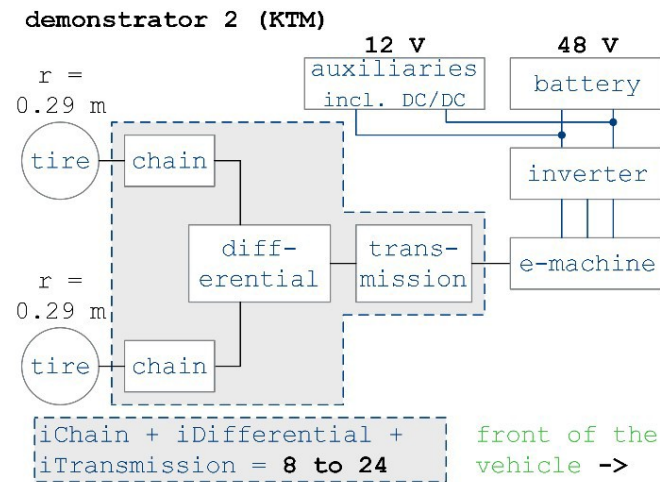 demonstrator 2 (KTM)
12 V
48 V
r =
0.29 m
auxiliaries
incl. DC/DC
battery
tire
chain
inverter
diff-
erential
trans-
mission
e-machine
r =
0.29 m
tire
chain
iChain + iDifferential +
iTransmission = 8 to 24
front of the
vehicle ->